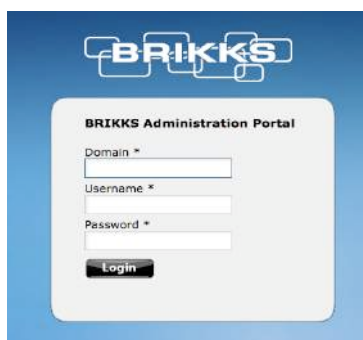 BRIKKS
BRIKKS Administration Portal
Domain *
Username *
Password *
Login